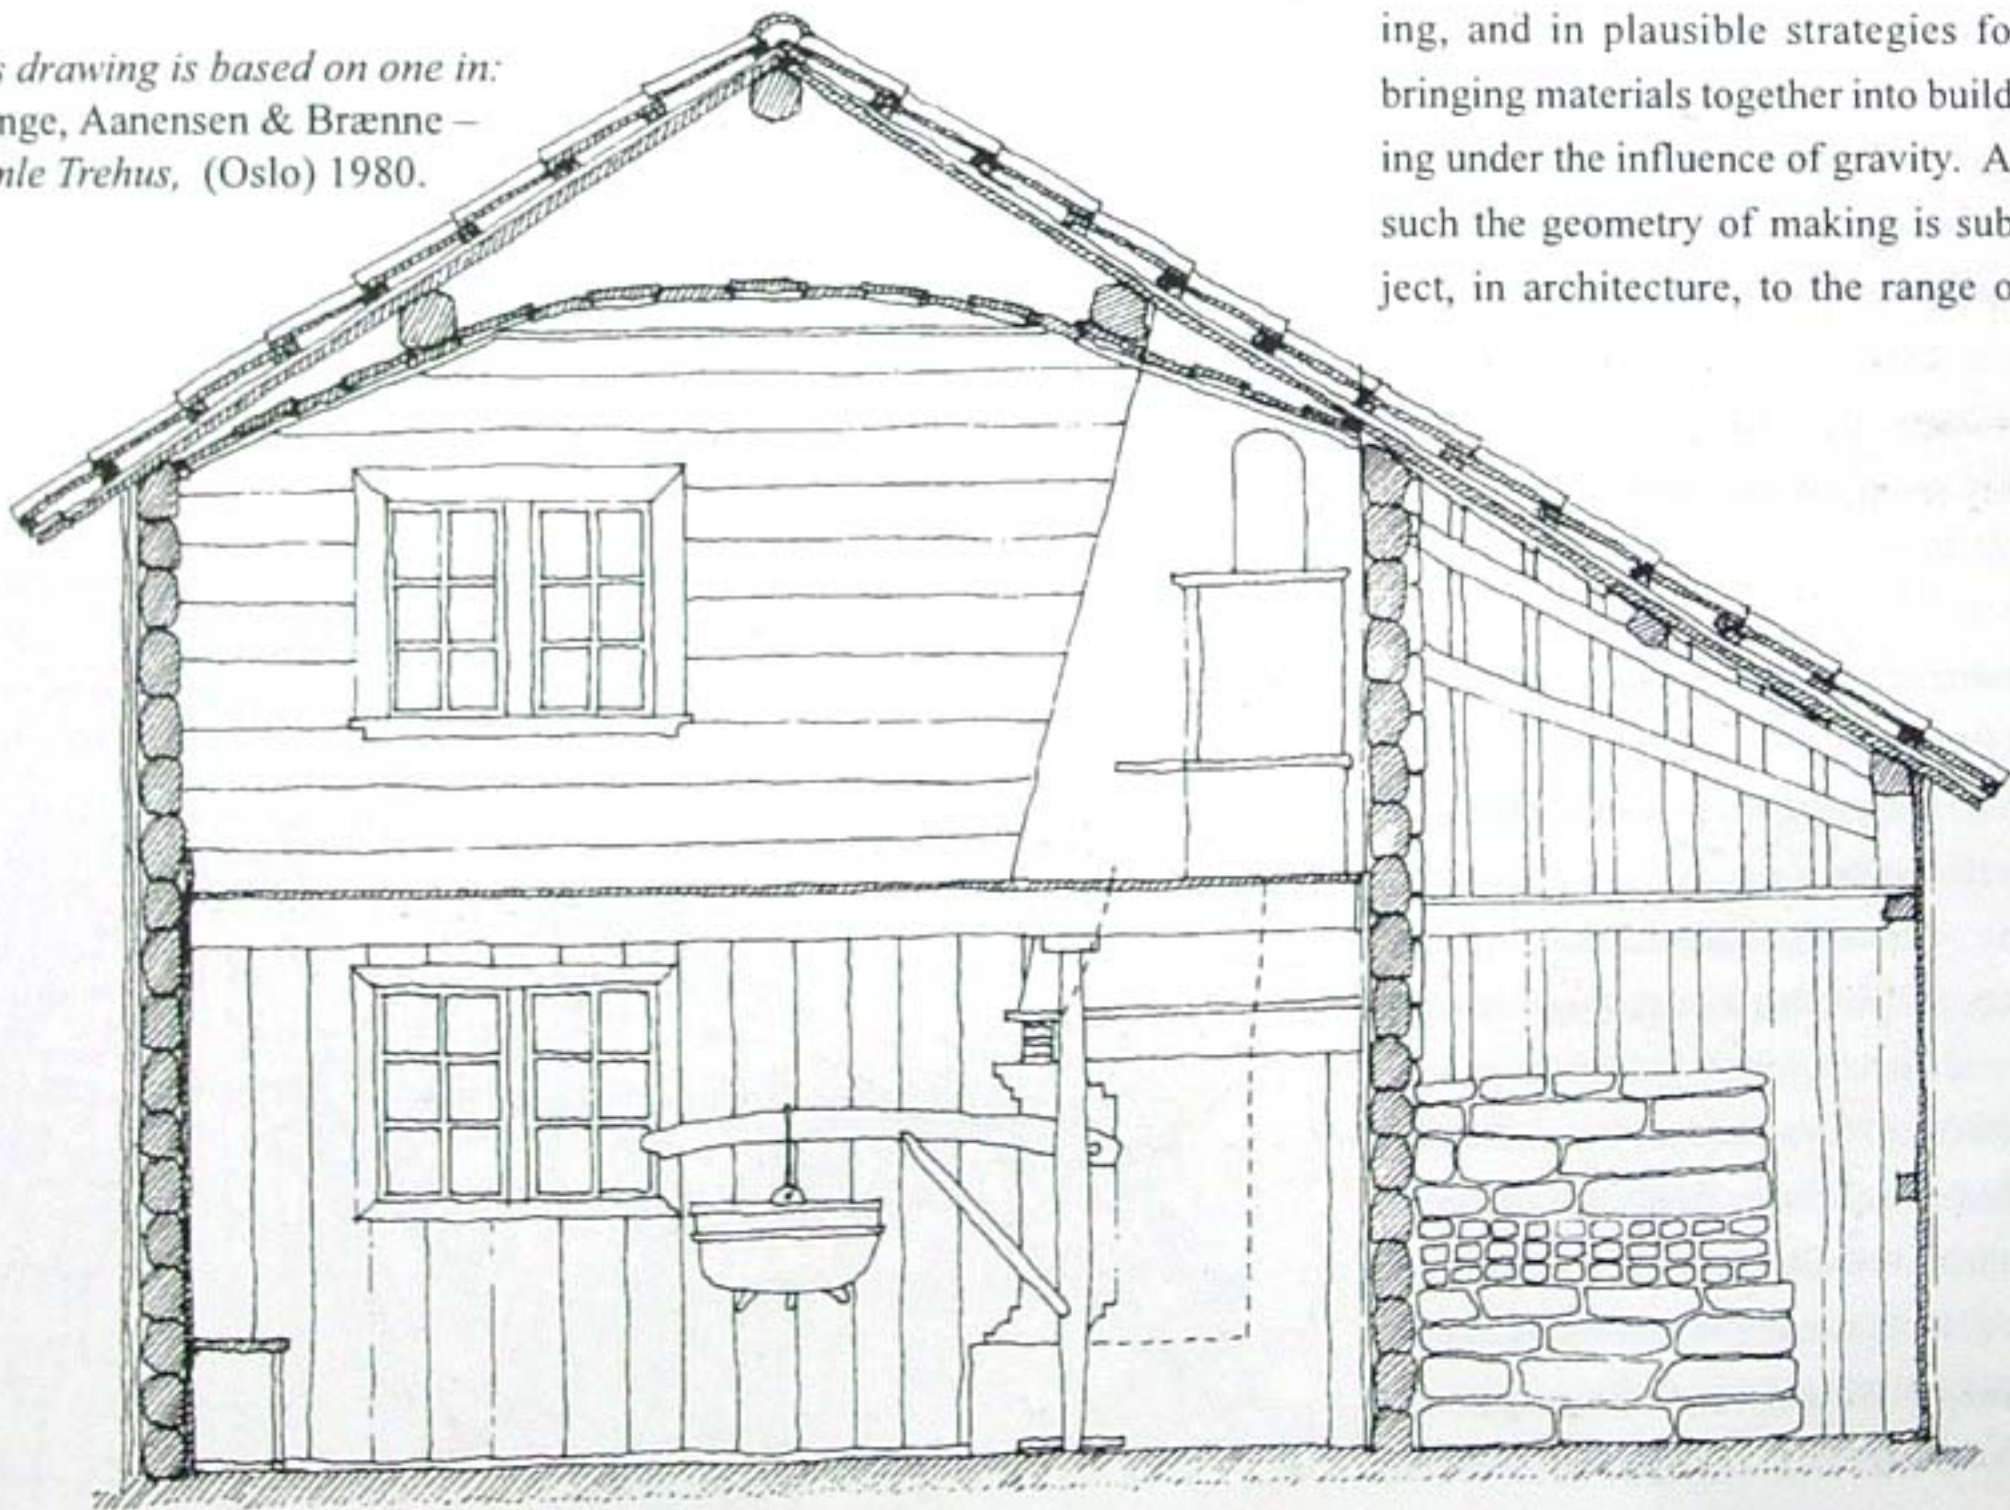 s drawing is based on one in:
nge, Aanensen & Brænne –
nle Trehus, (Oslo) 1980.
ing, and in plausible strategies fo
bringing materials together into build
ing under the influence of gravity. A
such the geometry of making is sub
ject, in architecture, to the range o